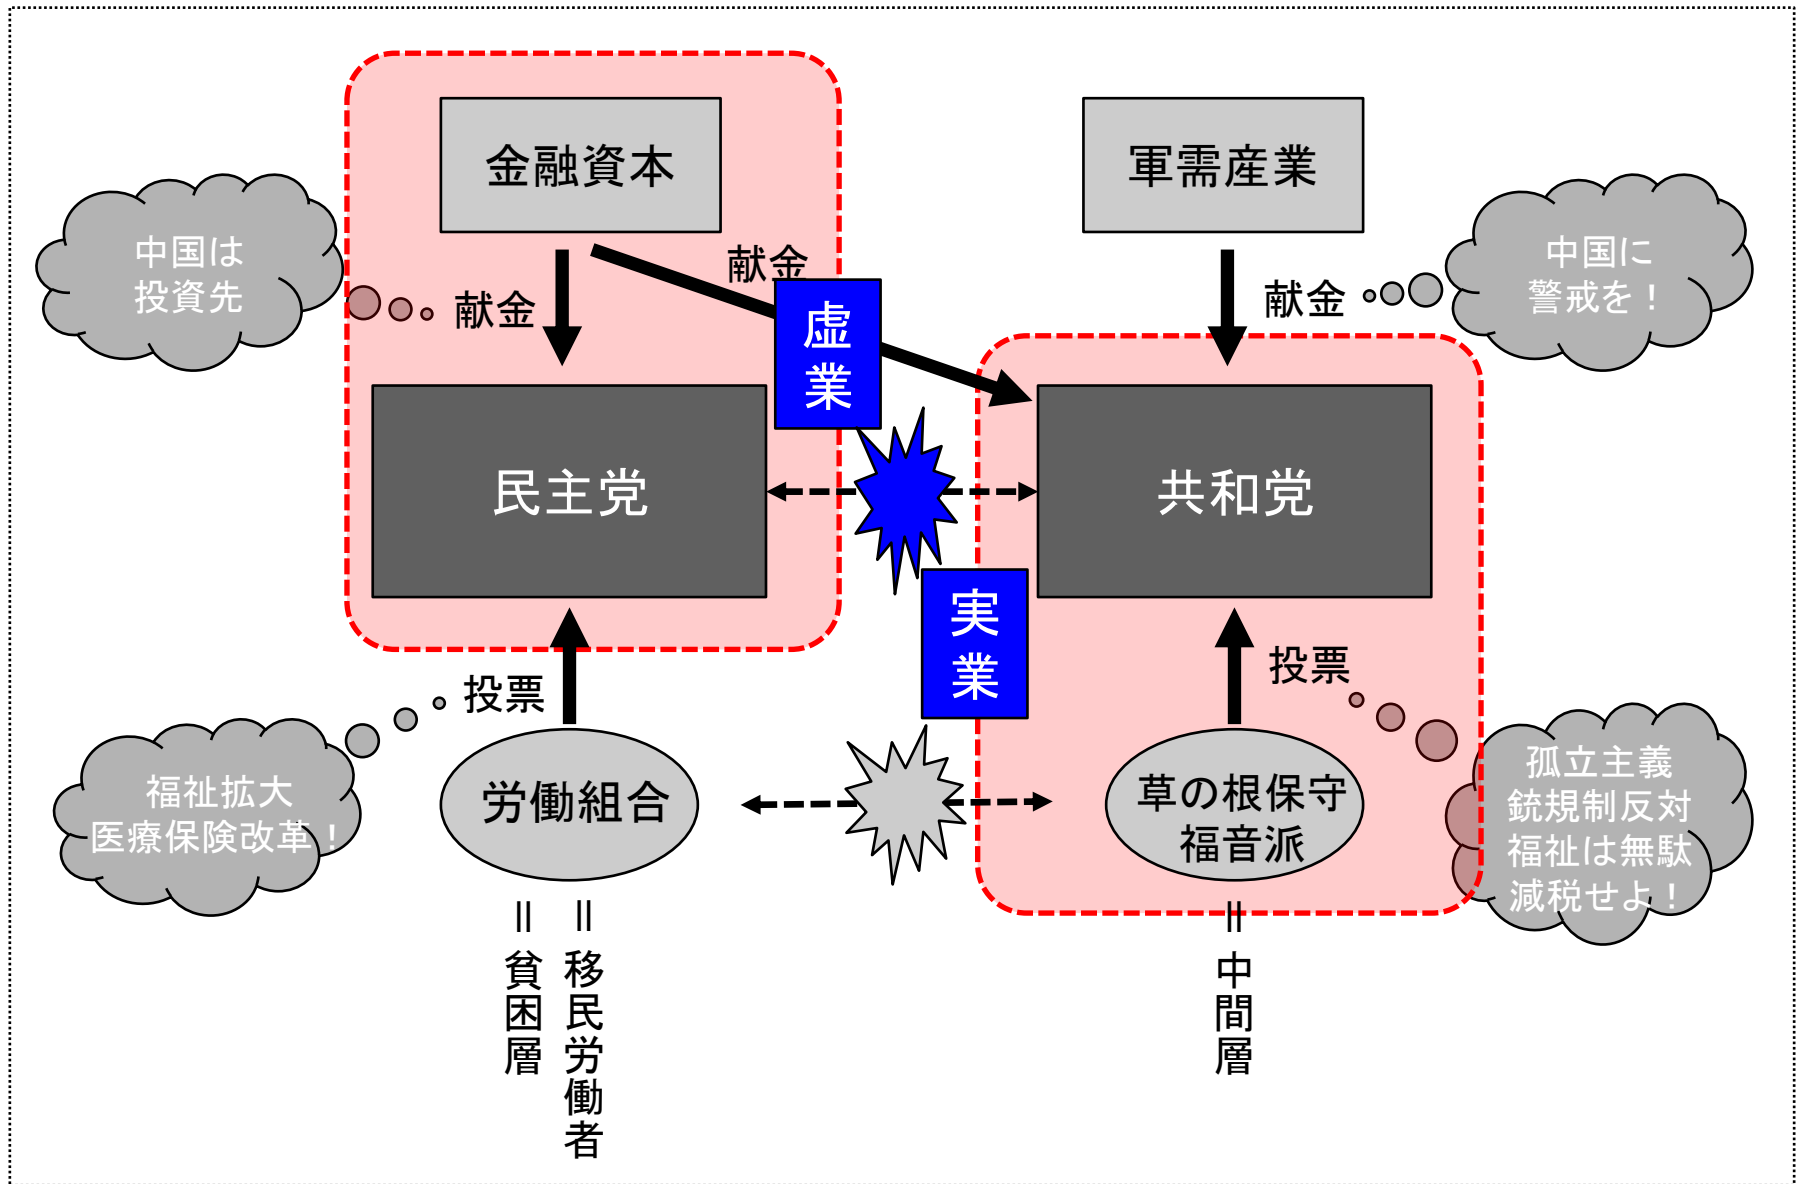 金融資本
軍需産業
中国は
投資先
献金
献金
献金
中国に
警戒を！
虚業
民主党
共和党
実業
投票
投票
福祉拡大
医療保険改革！
労働組合
草の根保守
福音派
孤立主義
銃規制反対
福祉は無駄
減税せよ！
＝貧困層
＝移民労働者
＝中間層